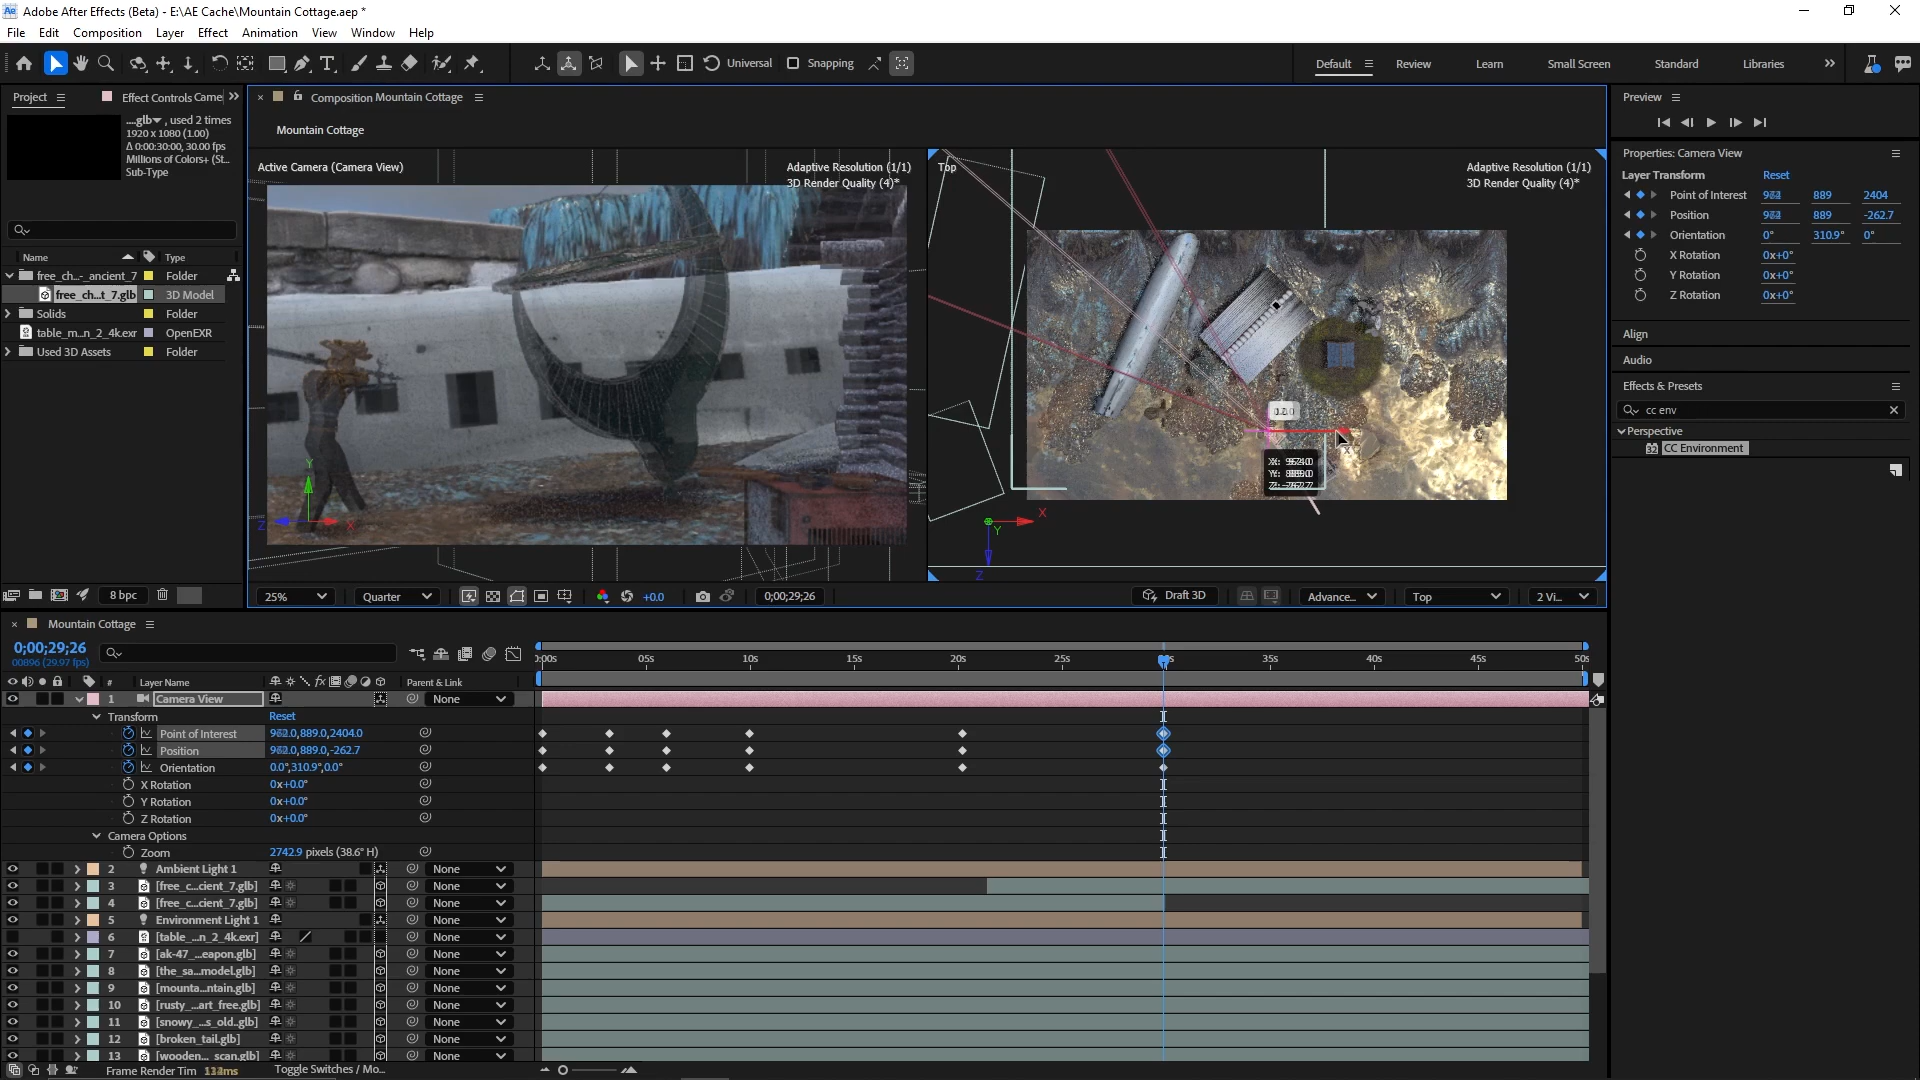 Adobe After Effects (Beta) - E:\AE Cache\Mountain Cottage.aep *
File Edit Composition Layer Effect Animation View Window Help
Universal Snapping Default Review Learn Small Screen Standard Libraries
Project Effect Controls Came
....glb , used 2 times
1920 x 1080 (1.00)
Δ 0:00:30:00, 30.00 fps
Millions of Colors+ (St...
Sub-Type
Name Type
free_ch...-_ancient_7 Folder
free_ch...t_7.glb 3D Model
Solids Folder
table_m...n_2_4k.exr OpenEXR
Used 3D Assets Folder
8 bpc
Composition Mountain Cottage
Mountain Cottage
Active Camera (Camera View)
Adaptive Resolution (1/1)
3D Render Quality (4)*
Y
Z X
Top
Adaptive Resolution (1/1)
3D Render Quality (4)*
X
Y
Z
25% Quarter +0.0 0;00;29;26 Draft 3D Advance... Top 2 Vi...
Preview
Properties: Camera View
Layer Transform Reset
Point of Interest 889 2404
Position 889 -262.7
Orientation 0° 310.9° 0°
X Rotation 0x+0°
Y Rotation 0x+0°
Z Rotation 0x+0°
Align
Audio
Effects & Presets
cc env
Perspective
32 CC Environment
Mountain Cottage
0;00;29;26
00896 (29.97 fps)
05s 10s 15s 20s 25s 35s 40s 45s 50s
# Layer Name Parent & Link
1 Camera View None
Transform Reset
Point of Interest ,889.0,2404.0
Position ,889.0,-262.7
Orientation 0.0°,310.9°,0.0°
X Rotation 0x+0.0°
Y Rotation 0x+0.0°
Z Rotation 0x+0.0°
Camera Options
Zoom 2742.9 pixels (38.6° H)
2 Ambient Light 1 None
3 [free_c...cient_7.glb] None
4 [free_c...cient_7.glb] None
5 Environment Light 1 None
6 [table_...n_2_4k.exr] None
7 [ak-47_...eapon.glb] None
8 [the_sa...model.glb] None
9 [mounta...ntain.glb] None
10 [rusty_...art_free.glb] None
11 [snowy_...s_old..glb] None
12 [broken_tail.glb] None
13 [wooden..._scan.glb] None
Frame Render Tim Toggle Switches / Mo...